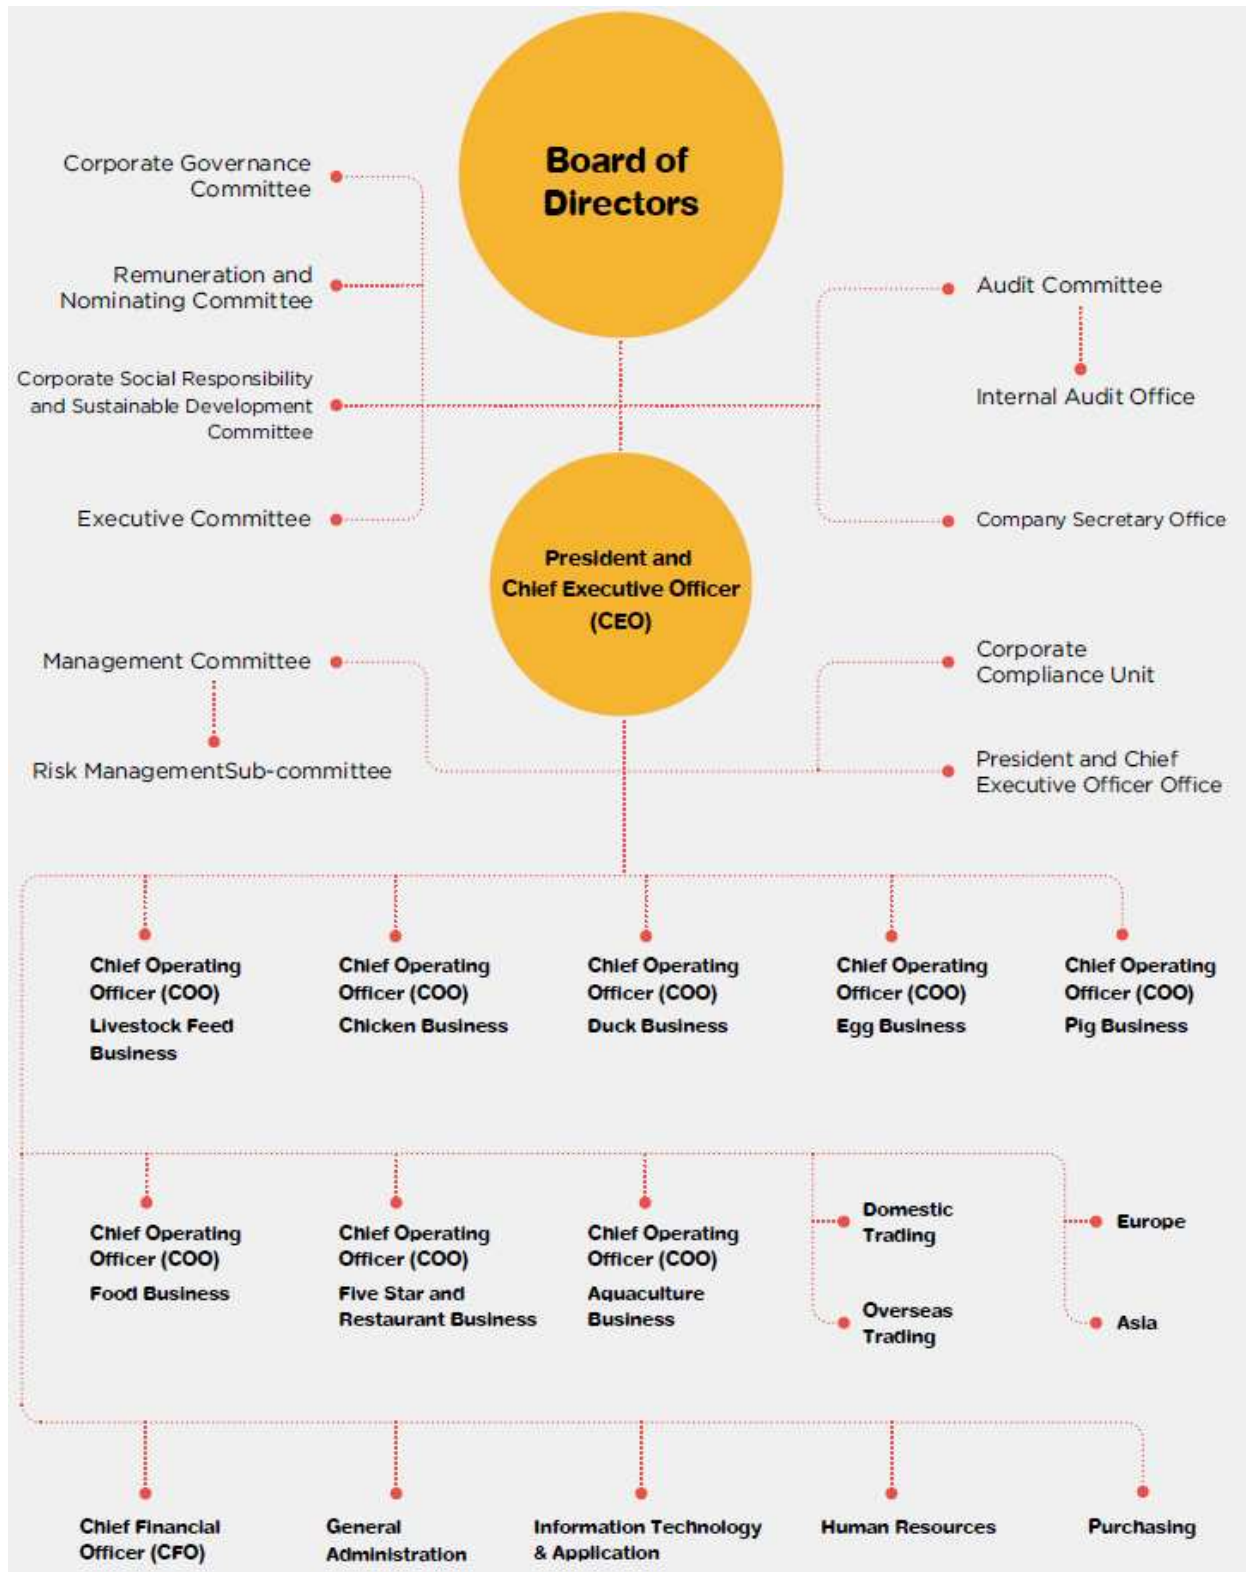 Board of
Directors
Corporate Governance
Committee
Remuneration and
Nominating Committee
Audit Committee
Corporate Social Responsibility
and Sustainable Development
Committee
Internal Audit Office
Executive Committee
Company Secretary Office
President and
Chief Executive Officer
(CEO)
Management Committee
Corporate
Compliance Unit
Risk ManagementSub-committee
President and Chief
Executive Officer Office
Chief Operating
Officer (COO)
Livestock Feed
Business
Chief Operating
Officer (COO)
Chicken Business
Chief Operating
Officer (COO)
Duck Business
Chief Operating
Officer (COO)
Egg Business
Chief Operating
Officer (COO)
Pig Business
Chief Operating
Officer (COO)
Food Business
Chief Operating
Officer (COO)
Five Star and
Restaurant Business
Chief Operating
Officer (COO)
Aquaculture
Business
Domestic
Trading
Overseas
Trading
Europe
Asia
Chief Financial
Officer (CFO)
General
Administration
Information Technology
& Application
Human Resources
Purchasing